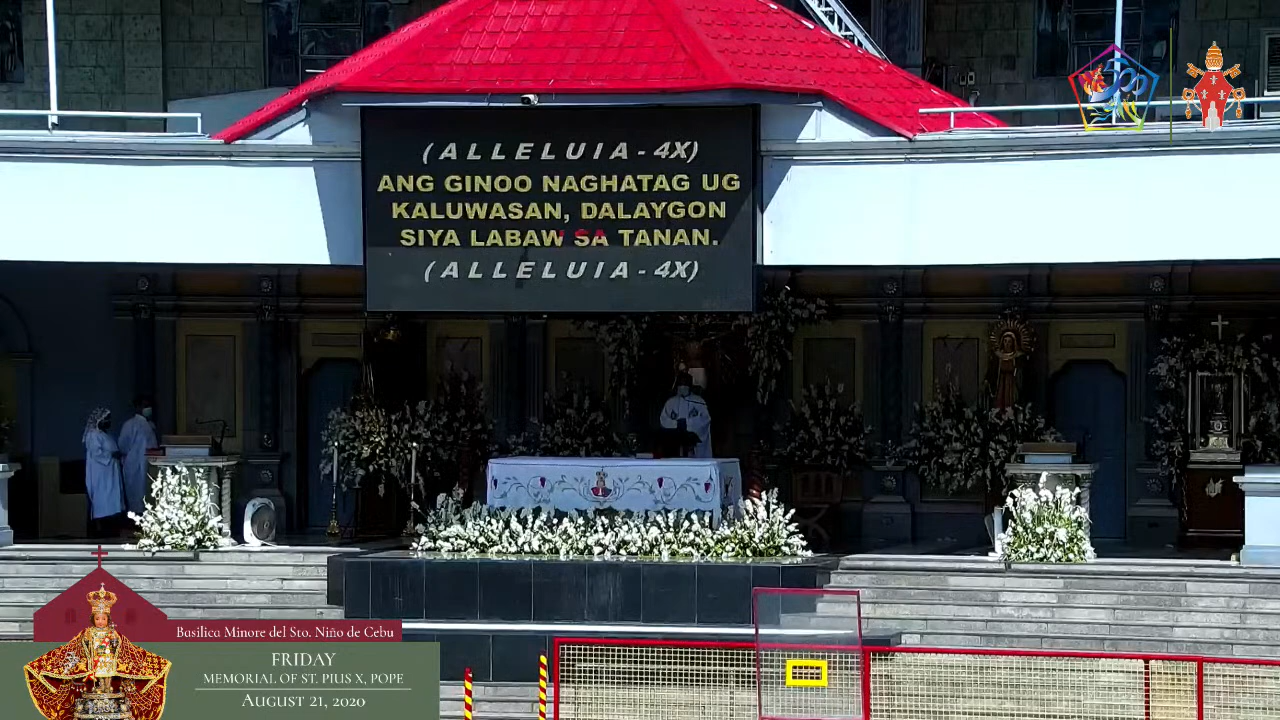 (ALLELUIA - 4X)
ANG GINOO NAGHATAG UG
KALUWASAN, DALAYGON
SIYA LABAW SA TANAN.
(ALLELUIA - 4X)
Basilica Minore del Sto. Niño de Cebu
FRIDAY
MEMORIAL OF ST. PIUS X, POPE
AUGUST 21, 2020